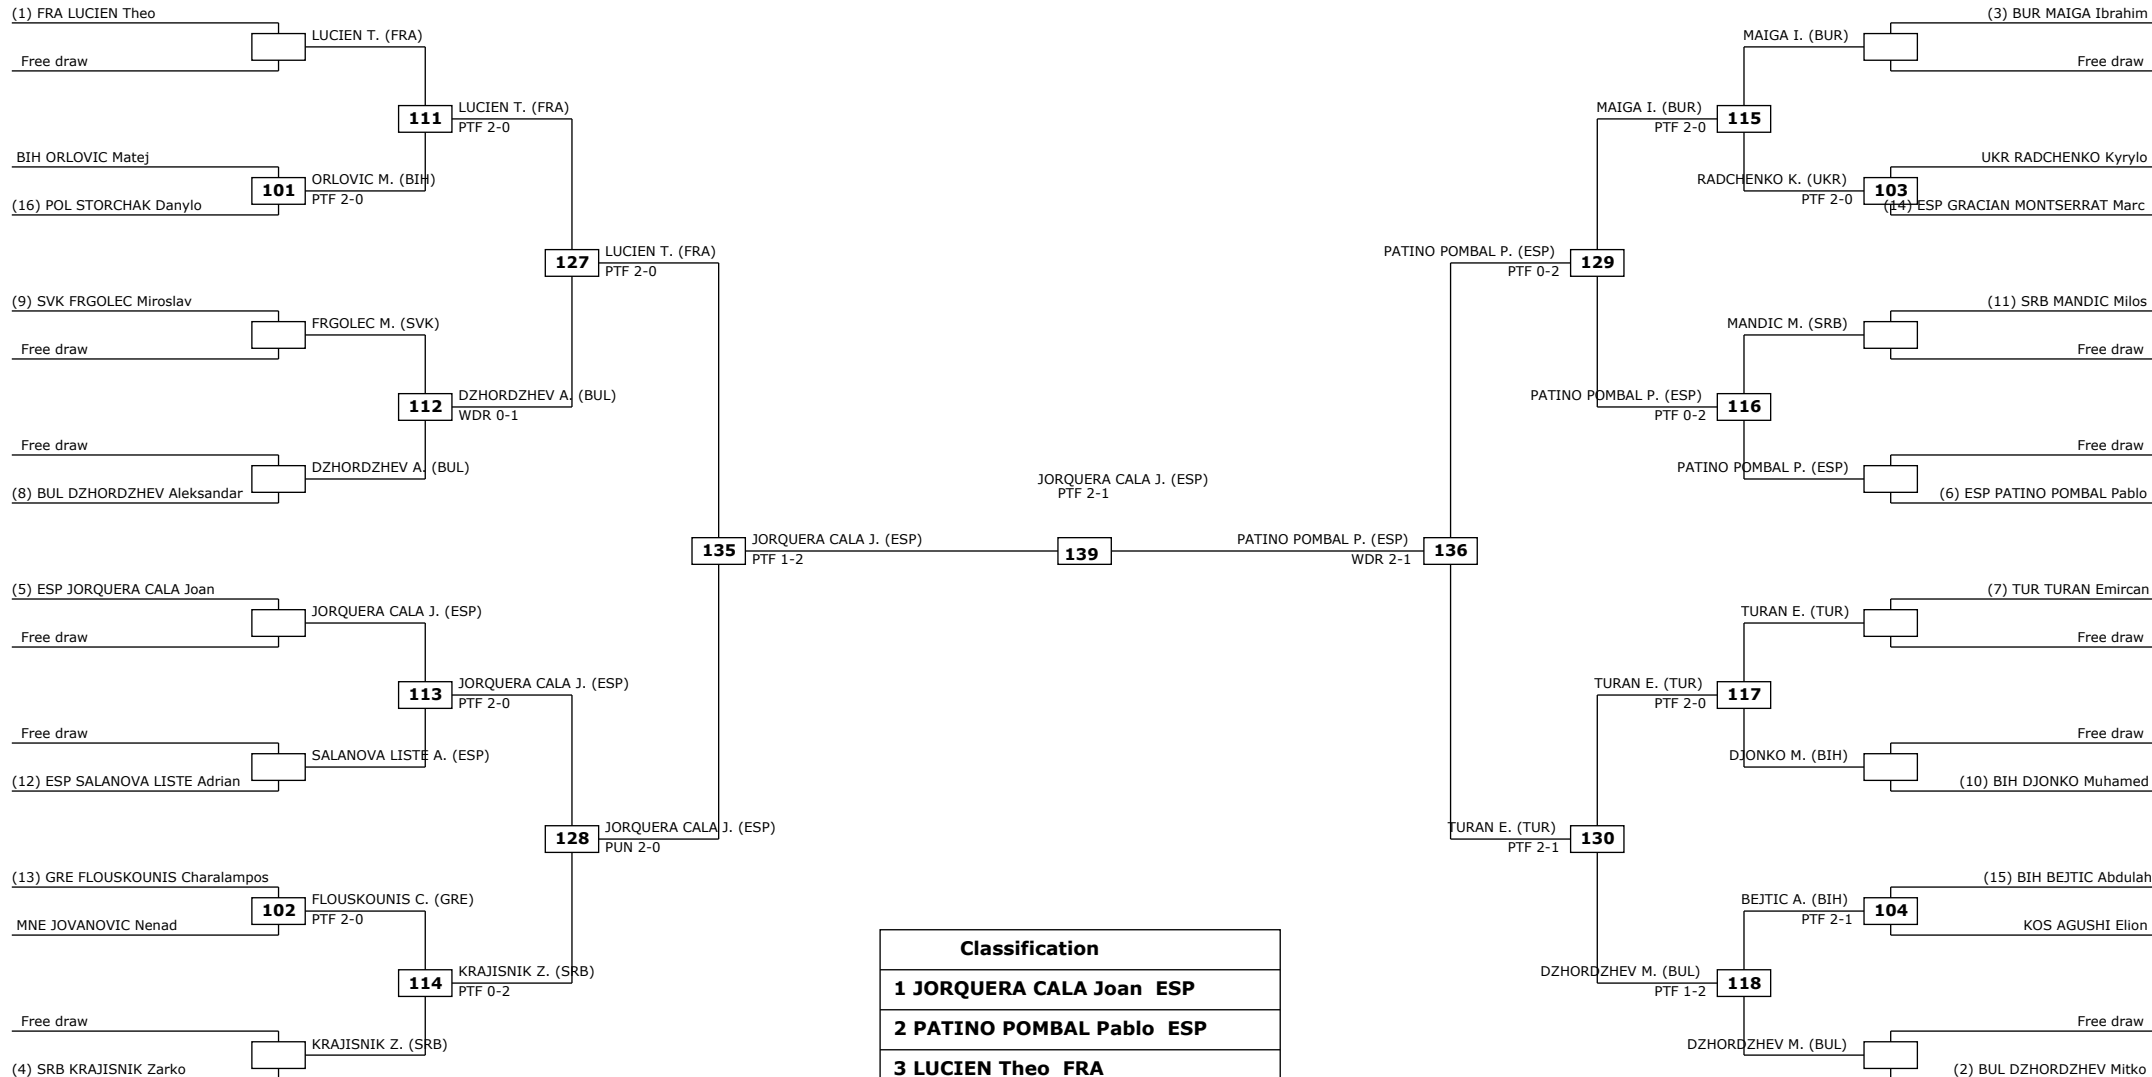 (1) FRA LUCIEN Theo
LUCIEN T. (FRA)
Free draw
111
LUCIEN T. (FRA)
PTF 2-0
BIH ORLOVIC Matej
101
ORLOVIC M. (BIH)
PTF 2-0
(16) POL STORCHAK Danylo
127
LUCIEN T. (FRA)
PTF 2-0
(9) SVK FRGOLEC Miroslav
FRGOLEC M. (SVK)
Free draw
112
DZHORDZHEV A. (BUL)
WDR 0-1
Free draw
DZHORDZHEV A. (BUL)
(8) BUL DZHORDZHEV Aleksandar
135
JORQUERA CALA J. (ESP)
PTF 1-2
(5) ESP JORQUERA CALA Joan
JORQUERA CALA J. (ESP)
Free draw
113
JORQUERA CALA J. (ESP)
PTF 2-0
Free draw
SALANOVA LISTE A. (ESP)
(12) ESP SALANOVA LISTE Adrian
128
JORQUERA CALA J. (ESP)
PUN 2-0
(13) GRE FLOUSKOUNIS Charalampos
102
FLOUSKOUNIS C. (GRE)
PTF 2-0
MNE JOVANOVIC Nenad
114
KRAJISNIK Z. (SRB)
PTF 0-2
Free draw
KRAJISNIK Z. (SRB)
(4) SRB KRAJISNIK Zarko
JORQUERA CALA J. (ESP)
PTF 2-1
139
(3) BUR MAIGA Ibrahim
MAIGA I. (BUR)
Free draw
MAIGA I. (BUR)
PTF 2-0
115
UKR RADCHENKO Kyrylo
RADCHENKO K. (UKR)
PTF 2-0
103
(14) ESP GRACIAN MONTSERRAT Marc
PATINO POMBAL P. (ESP)
PTF 0-2
129
(11) SRB MANDIC Milos
MANDIC M. (SRB)
Free draw
PATINO POMBAL P. (ESP)
PTF 0-2
116
Free draw
PATINO POMBAL P. (ESP)
(6) ESP PATINO POMBAL Pablo
PATINO POMBAL P. (ESP)
WDR 2-1
136
(7) TUR TURAN Emircan
TURAN E. (TUR)
Free draw
TURAN E. (TUR)
PTF 2-0
117
Free draw
DJONKO M. (BIH)
(10) BIH DJONKO Muhamed
TURAN E. (TUR)
PTF 2-1
130
(15) BIH BEJTIC Abdulah
BEJTIC A. (BIH)
PTF 2-1
104
KOS AGUSHI Elion
DZHORDZHEV M. (BUL)
PTF 1-2
118
Free draw
DZHORDZHEV M. (BUL)
(2) BUL DZHORDZHEV Mitko
Classification
1 JORQUERA CALA Joan ESP
2 PATINO POMBAL Pablo ESP
3 LUCIEN Theo FRA